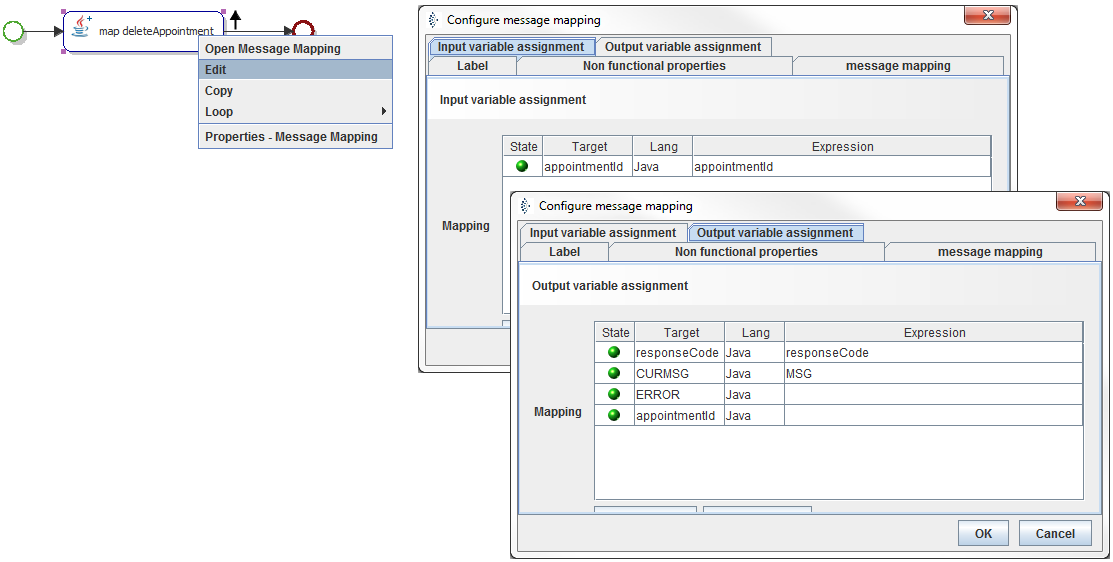 map deleteAppointment
Open Message Mapping
Edit
Copy
Loop
Properties - Message Mapping
Configure message mapping
Input variable assignment Output variable assignment
Label Non functional properties message mapping
Input variable assignment
State Target Lang Expression
appointmentId Java appointmentId
Mapping
Configure message mapping
Input variable assignment Output variable assignment
Label Non functional properties message mapping
Output variable assignment
State Target Lang Expression
responseCode Java responseCode
CURMSG Java MSG
ERROR Java
appointmentId Java
Mapping
OK Cancel